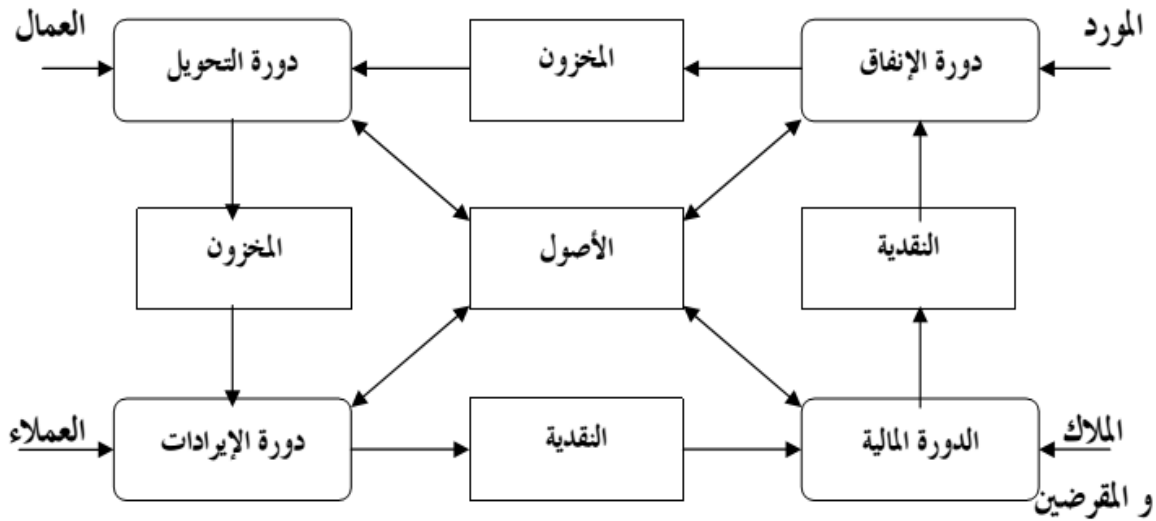 المورد
دورة الإنفاق
المخزون
دورة التحويل
العمال
النقدية
الأصول
المخزون
الملاك
و المقرضين
الدورة المالية
النقدية
دورة الإيرادات
العملاء